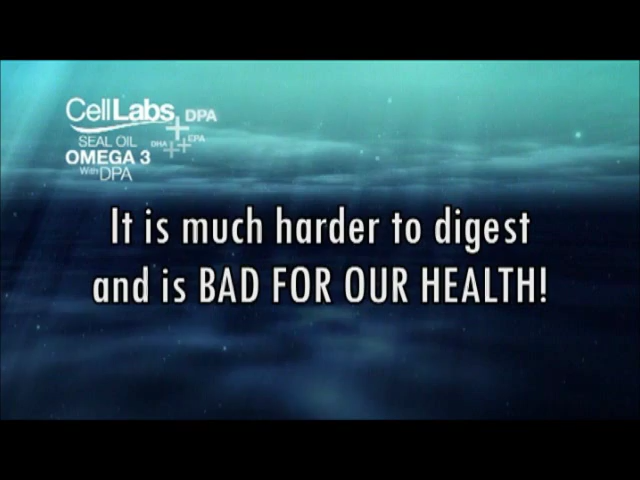 CellLabs DPA
SEAL OIL DHA EPA
OMEGA 3
With DPA
It is much harder to digest
and is BAD FOR OUR HEALTH!